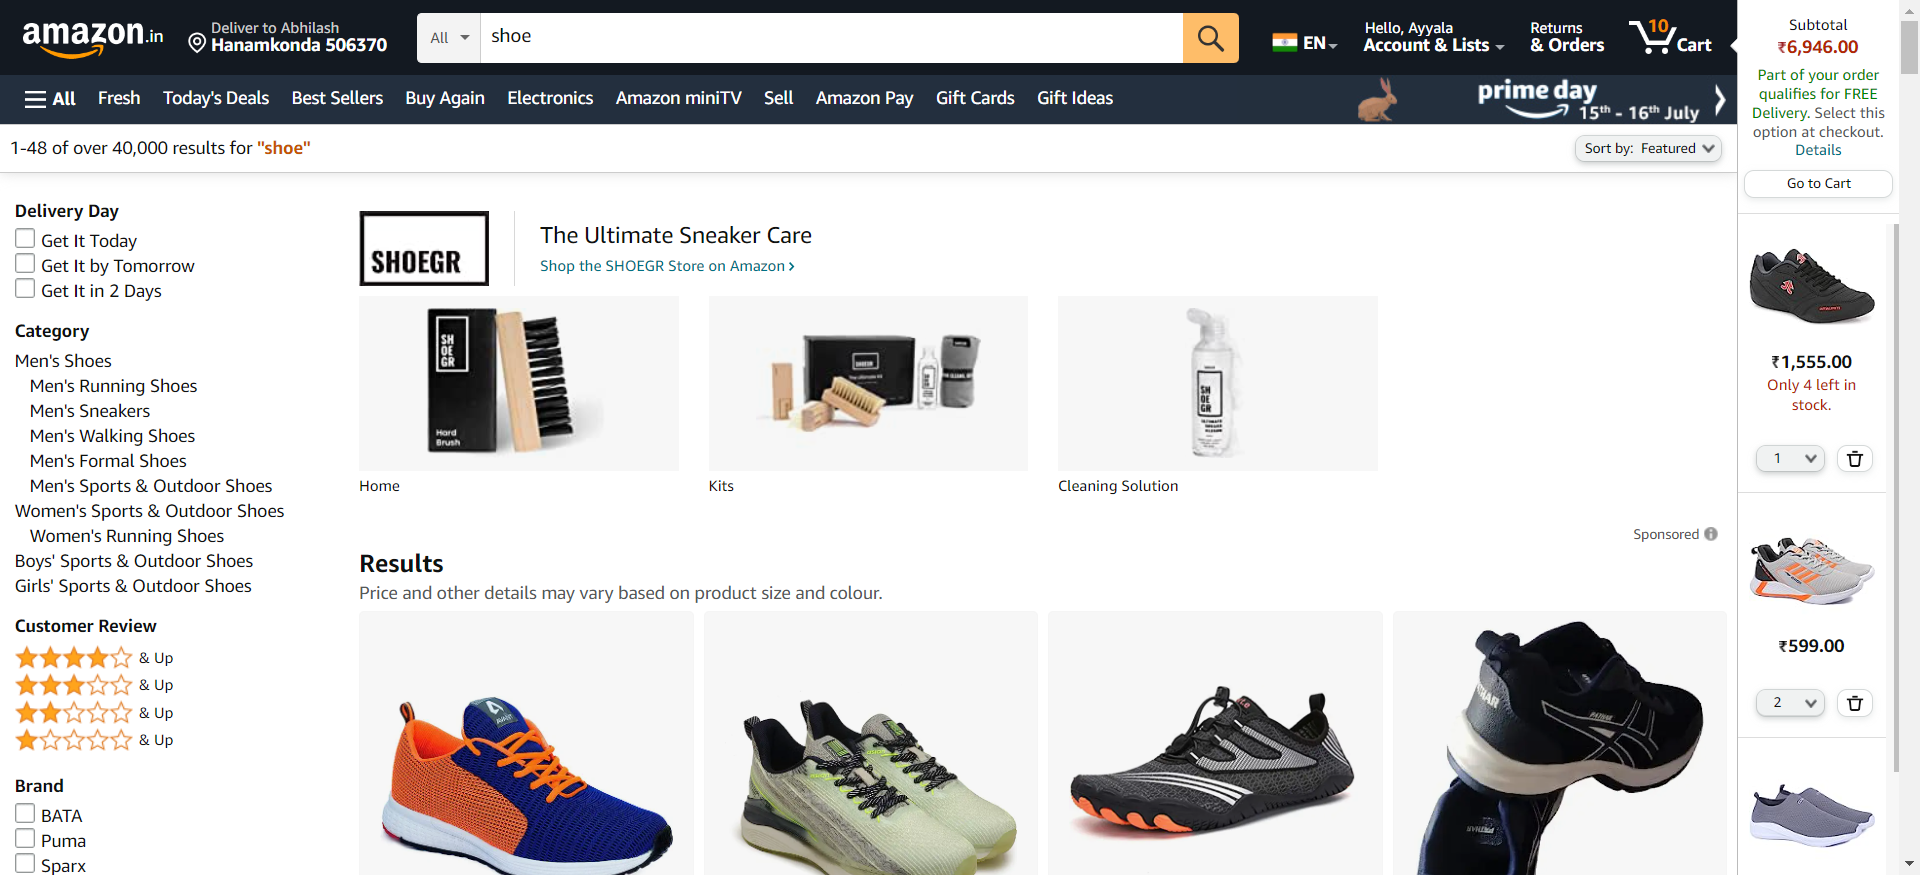 amazon.in
Deliver to Abhilash
Hanamkonda 506370
All
shoe
EN
Hello, Ayyala
Account & Lists
Returns
& Orders
10
Cart
All
Fresh
Today's Deals
Best Sellers
Buy Again
Electronics
Amazon miniTV
Sell
Amazon Pay
Gift Cards
Gift Ideas
prime day
15th - 16th July
1-48 of over 40,000 results for "shoe"
Sort by: Featured
Delivery Day
Get It Today
Get It by Tomorrow
Get It in 2 Days
Category
Men's Shoes
Men's Running Shoes
Men's Sneakers
Men's Walking Shoes
Men's Formal Shoes
Men's Sports & Outdoor Shoes
Women's Sports & Outdoor Shoes
Women's Running Shoes
Boys' Sports & Outdoor Shoes
Girls' Sports & Outdoor Shoes
Customer Review
& Up
& Up
& Up
& Up
Brand
BATA
Puma
Sparx
SHOEGR
The Ultimate Sneaker Care
Shop the SHOEGR Store on Amazon ›
SH
OE
GR
Hard
Brush
SHOEGR
SH
OE
GR
SH
OE
GR
Home
Kits
Cleaning Solution
Sponsored
Results
Price and other details may vary based on product size and colour.
Subtotal
₹6,946.00
Part of your order
qualifies for FREE
Delivery. Select this
option at checkout.
Details
Go to Cart
₹1,555.00
Only 4 left in
stock.
1
₹599.00
2